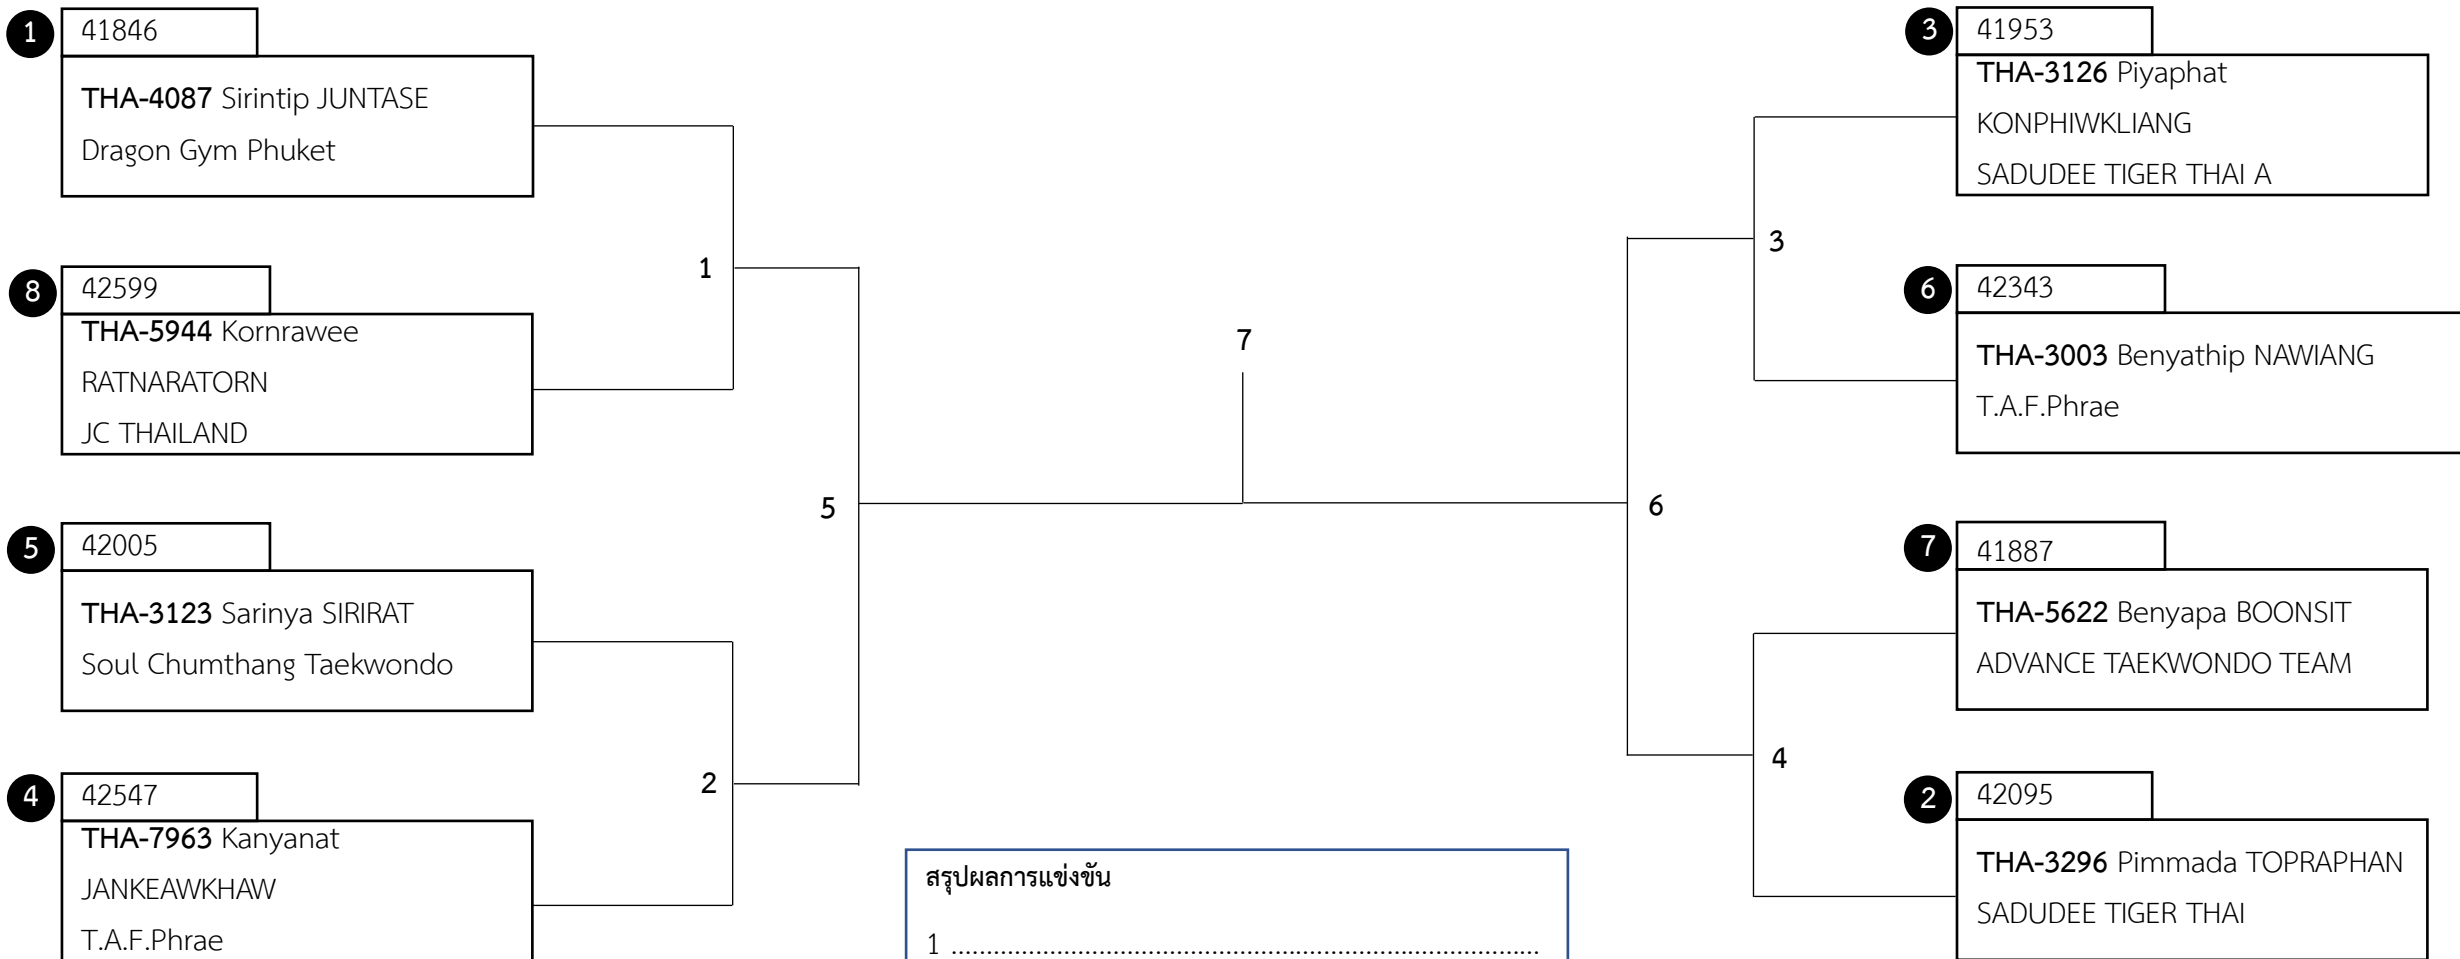 1
41846
THA-4087 Sirintip JUNTASE
Dragon Gym Phuket
8
42599
THA-5944 Kornrawee
RATNARATORN
JC THAILAND
5
42005
THA-3123 Sarinya SIRIRAT
Soul Chumthang Taekwondo
4
42547
THA-7963 Kanyanat
JANKEAWKHAW
T.A.F.Phrae
1
2
5
7
6
3
4
3
41953
THA-3126 Piyaphat
KONPHIWKLIANG
SADUDEE TIGER THAI A
6
42343
THA-3003 Benyathip NAWIANG
T.A.F.Phrae
7
41887
THA-5622 Benyapa BOONSIT
ADVANCE TAEKWONDO TEAM
2
42095
THA-3296 Pimmada TOPRAPHAN
SADUDEE TIGER THAI
สรุปผลการแข่งขัน
1 ....................................................................................